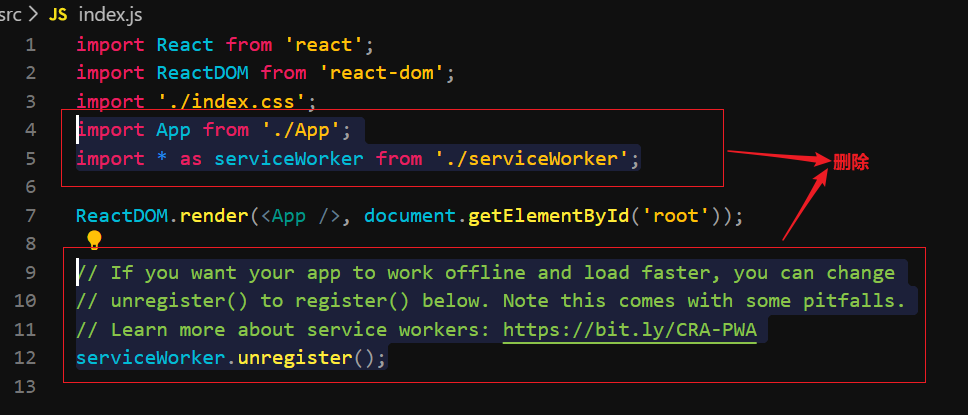 src > JS index.js
1 import React from 'react';
2 import ReactDOM from 'react-dom';
3 import './index.css';
4 import App from './App';
5 import * as serviceWorker from './serviceWorker';
删除
6
7 ReactDOM.render(<App />, document.getElementById('root'));
8
9 // If you want your app to work offline and load faster, you can change
10 // unregister() to register() below. Note this comes with some pitfalls.
11 // Learn more about service workers: https://bit.ly/CRA-PWA
12 serviceWorker.unregister();
13